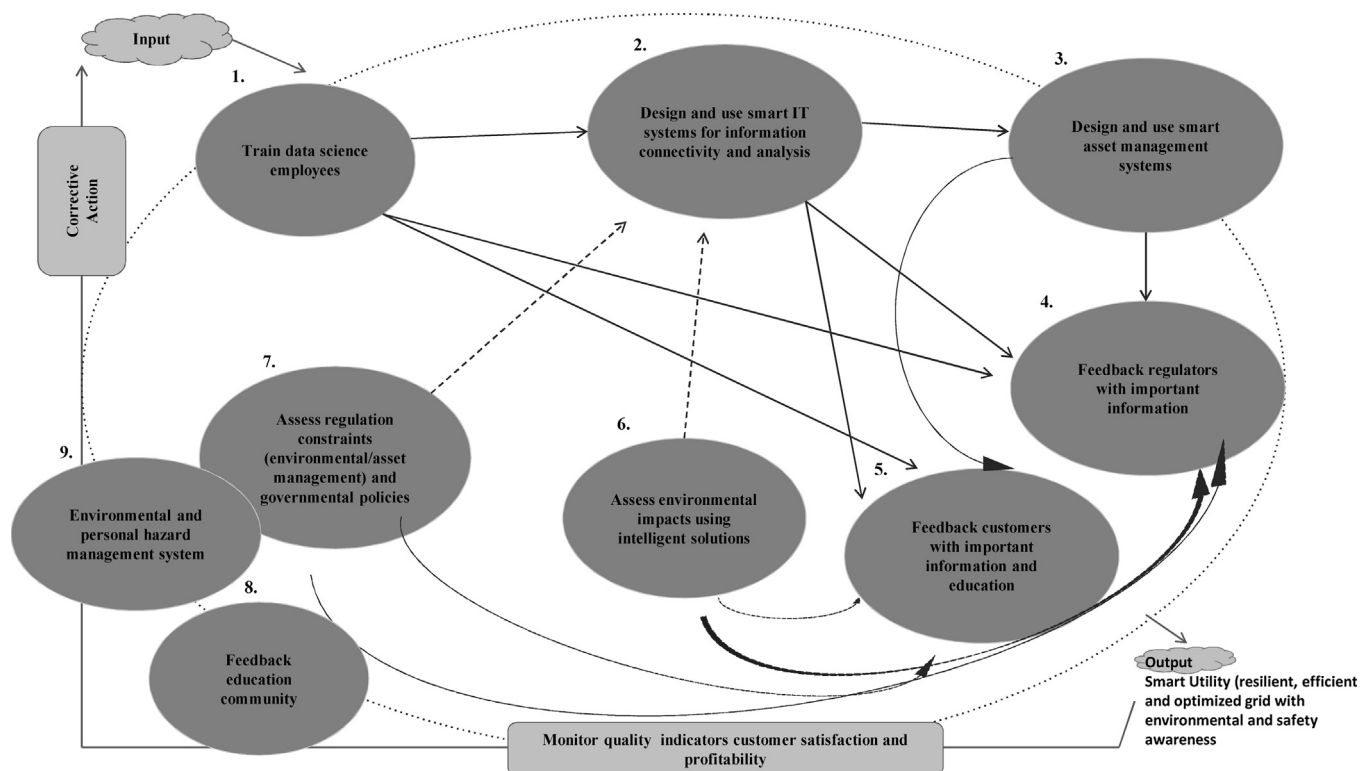 Input
1.
Train data science
employees
2.
Design and use smart IT
systems for information
connectivity and analysis
3.
Design and use smart
asset management
systems
Corrective
Action
4.
Feedback regulators
with important
information
7.
Assess regulation
constraints
(environmental/asset
management) and
governmental policies
6.
Assess environmental
impacts using
intelligent solutions
5.
Feedback customers
with important
information and
education
9.
Environmental and
personal hazard
management system
8.
Feedback
education
community
Output
Smart Utility (resilient, efficient
and optimized grid with
environmental and safety
awareness
Monitor quality indicators customer satisfaction and
profitability